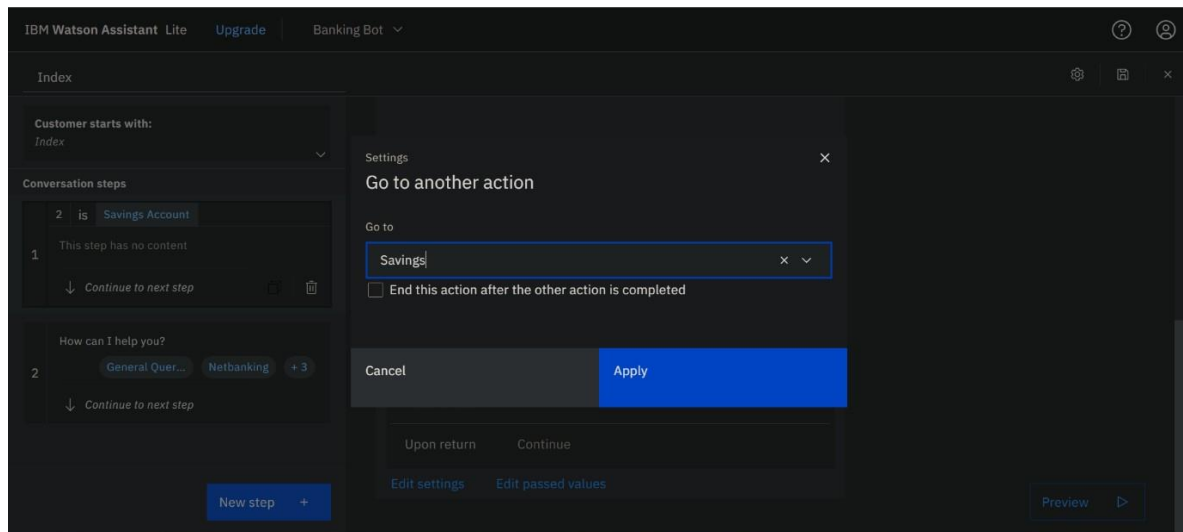 IBM Watson Assistant Lite Upgrade Banking Bot
Index
Customer starts with:
Index
Conversation steps
2 is Savings Account
1
This step has no content
Continue to next step
How can I help you?
2
General Quer... Netbanking + 3
Continue to next step
New step +
Settings
Go to another action
Go to
Savings
End this action after the other action is completed
Cancel Apply
Upon return Continue
Edit settings Edit passed values
Preview